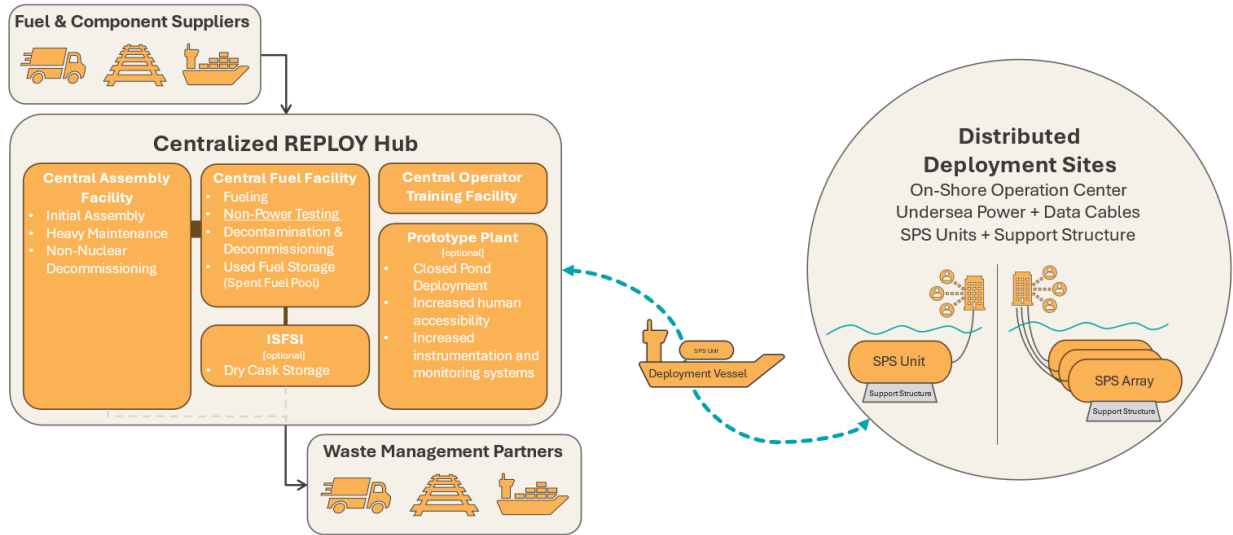 Fuel & Component Suppliers
Centralized REPLOY Hub
Central Assembly
Facility
• Initial Assembly
• Heavy Maintenance
• Non-Nuclear
Decommissioning
Central Fuel Facility
• Fueling
• Non-Power Testing
• Decontamination &
Decommissioning
• Used Fuel Storage
(Spent Fuel Pool)
ISFSI
[optional]
• Dry Cask Storage
Central Operator
Training Facility
Prototype Plant
[optional]
• Closed Pond
Deployment
• Increased human
accessibility
• Increased
instrumentation and
monitoring systems
Waste Management Partners
SPS Unit
Deployment Vessel
Distributed
Deployment Sites
On-Shore Operation Center
Undersea Power + Data Cables
SPS Units + Support Structure
SPS Unit
Support Structure
SPS Array
Support Structure